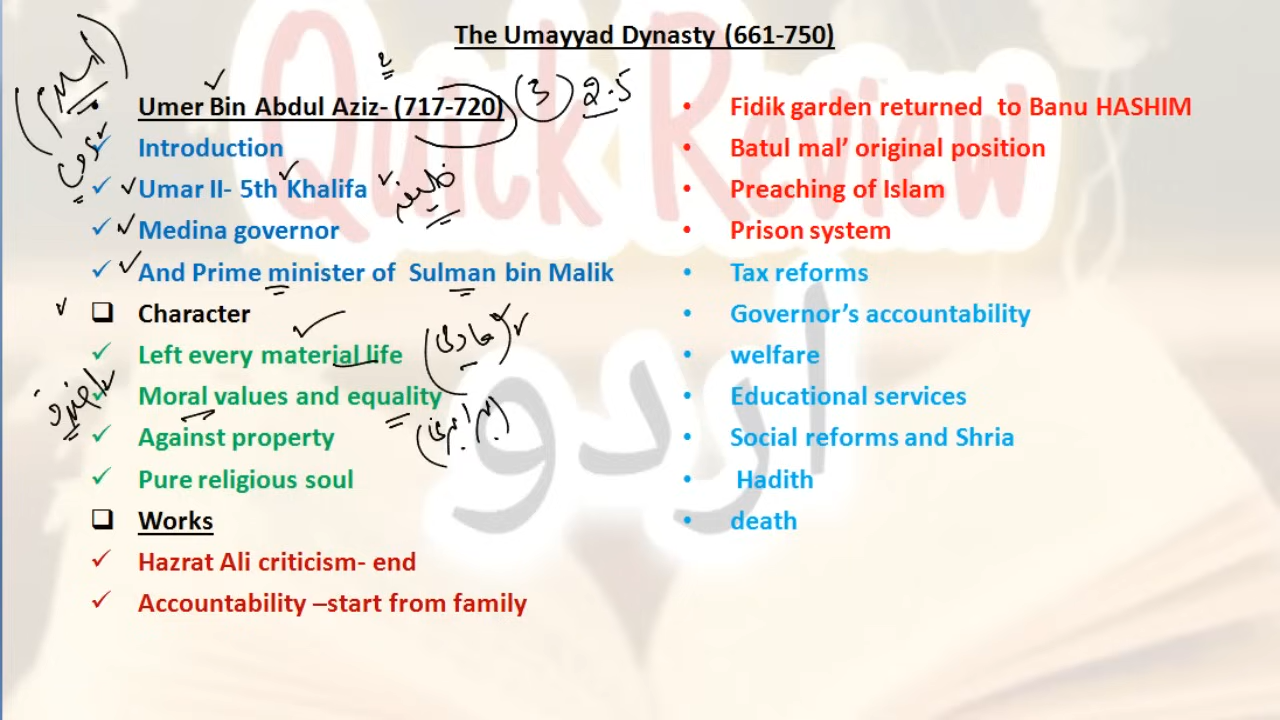 The Umayyad Dynasty (661-750)
Umer Bin Abdul Aziz- (717-720)
3 2.5
Introduction
Umar II- 5th Khalifa
خلیفہ
Medina governor
And Prime minister of Sulman bin Malik
Character
Left every material life
Moral values and equality
Against property
Pure religious soul
Works
Hazrat Ali criticism- end
Accountability –start from family
Fidik garden returned to Banu HASHIM
Batul mal’ original position
Preaching of Islam
Prison system
Tax reforms
Governor’s accountability
welfare
Educational services
Social reforms and Shria
Hadith
death
Quick Review
اردو